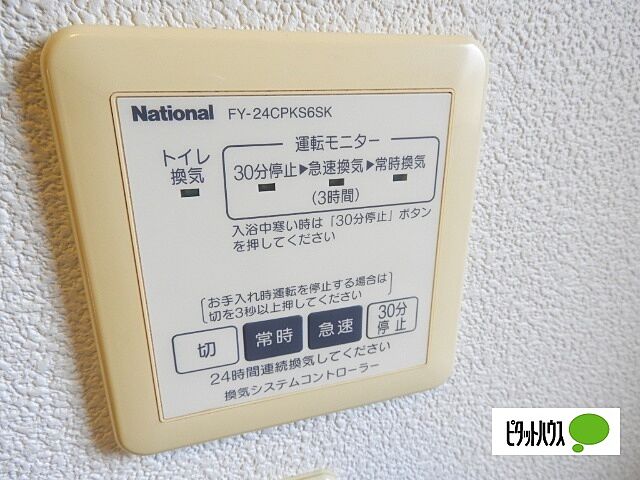 National FY-24CPKS6SK
運転モニター
トイレ
換気
30分停止▶急速換気▶常時換気
(3時間)
入浴中寒い時は「30分停止」ボタン
を押してください
お手入れ時運転を停止する場合は
切を3秒以上押してください
切
常時
急速
30分
停止
24時間連続換気してください
換気システムコントローラー
ピタットハウス